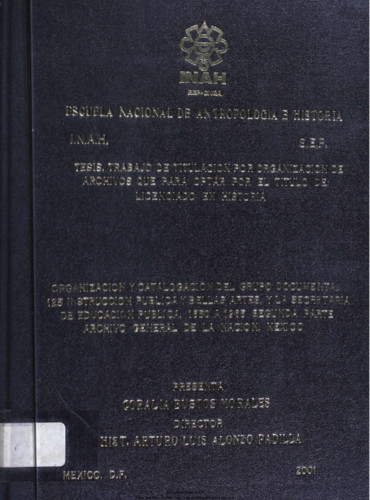 INAH
ESCUELA NACIONAL DE ANTROPOLOGIA E HISTORIA
I.N.A.H. S.E.P.
TESIS, TRABAJO DE TITULACION POR ORGANIZACION DE
ARCHIVOS QUE PARA OPTAR POR EL TITULO DE
LICENCIADO EN HISTORIA
ORGANIZACION Y CATALOGACION DEL GRUPO DOCUMENTAL
125 INSTRUCCION PUBLICA Y BELLAS ARTES, Y LA SECRETARIA
DE EDUCACION PUBLICA, A SEGUNDA PARTE
ARCHIVO GENERAL DE LA NACION, MEXICO
PRESENTA
CORALIA BUSTOS MORALES
DIRECTOR
HIST. ARTURO LUIS ALONZO PADILLA
MEXICO, D.F. 2001